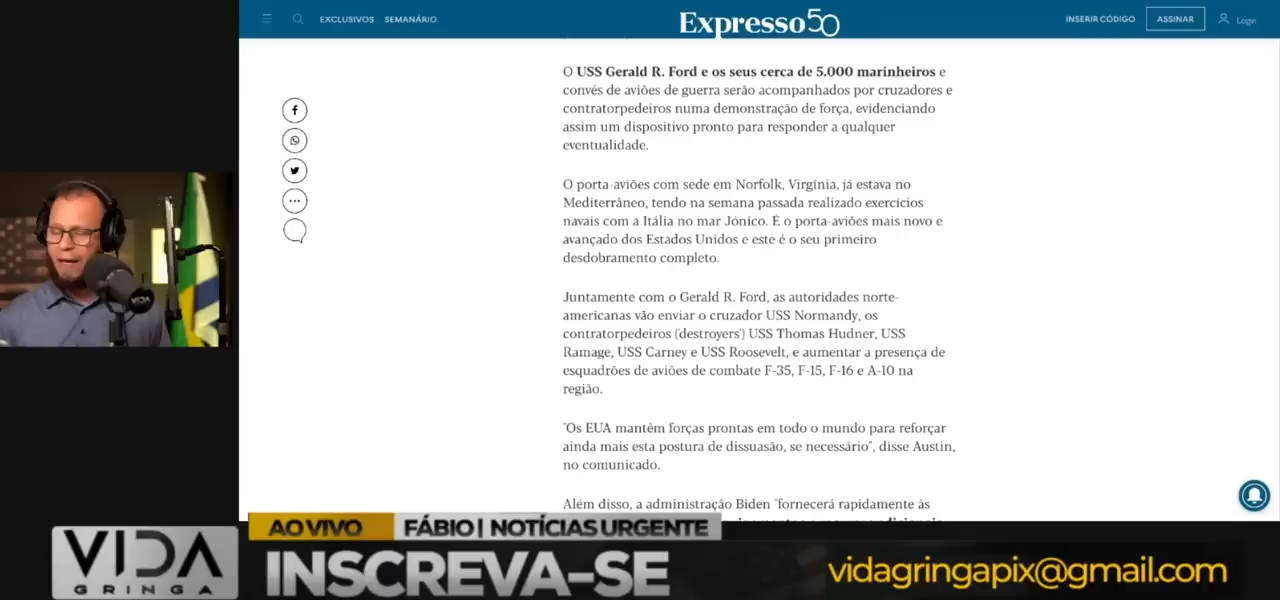 EXCLUSIVOS SEMANÁRIO
Expresso50
INSERIR CÓDIGO ASSINAR Login
O USS Gerald R. Ford e os seus cerca de 5.000 marinheiros e
convés de aviões de guerra serão acompanhados por cruzadores e
contratorpedeiros numa demonstração de força, evidenciando
assim um dispositivo pronto para responder a qualquer
eventualidade.
O porta-aviões com sede em Norfolk, Virgínia, já estava no
Mediterrâneo, tendo na semana passada realizado exercícios
navais com a Itália no mar Jónico. É o porta-aviões mais novo e
avançado dos Estados Unidos e este é o seu primeiro
desdobramento completo.
Juntamente com o Gerald R. Ford, as autoridades norte-
americanas vão enviar o cruzador USS Normandy, os
contratorpedeiros ('destroyers') USS Thomas Hudner, USS
Ramage, USS Carney e USS Roosevelt, e aumentar a presença de
esquadrões de aviões de combate F-35, F-15, F-16 e A-10 na
região.
"Os EUA mantêm forças prontas em todo o mundo para reforçar
ainda mais esta postura de dissuasão, se necessário", disse Austin,
no comunicado.
Além disso, a administração Biden "fornecerá rapidamente às
VIDA
AO VIVO FÁBIO | NOTÍCIAS URGENTE
VIDA
GRINGA
INSCREVA-SE
vidagringapix@gmail.com